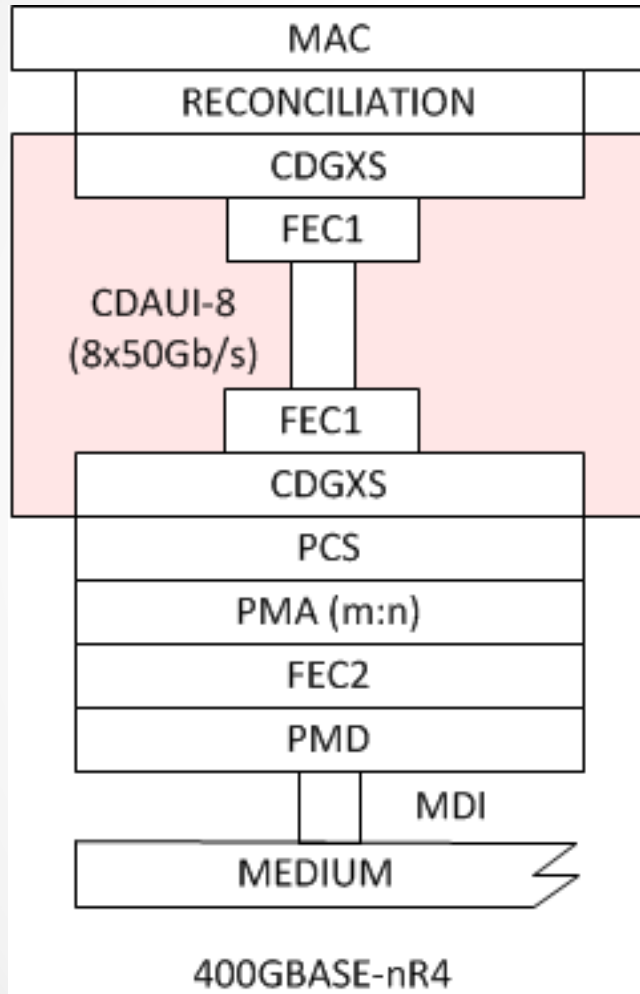 MAC
RECONCILIATION
CDGXS
FEC1
CDAUI-8
(8x50Gb/s)
FEC1
CDGXS
PCS
PMA (m:n)
FEC2
PMD
MDI
MEDIUM
400GBASE-nR4